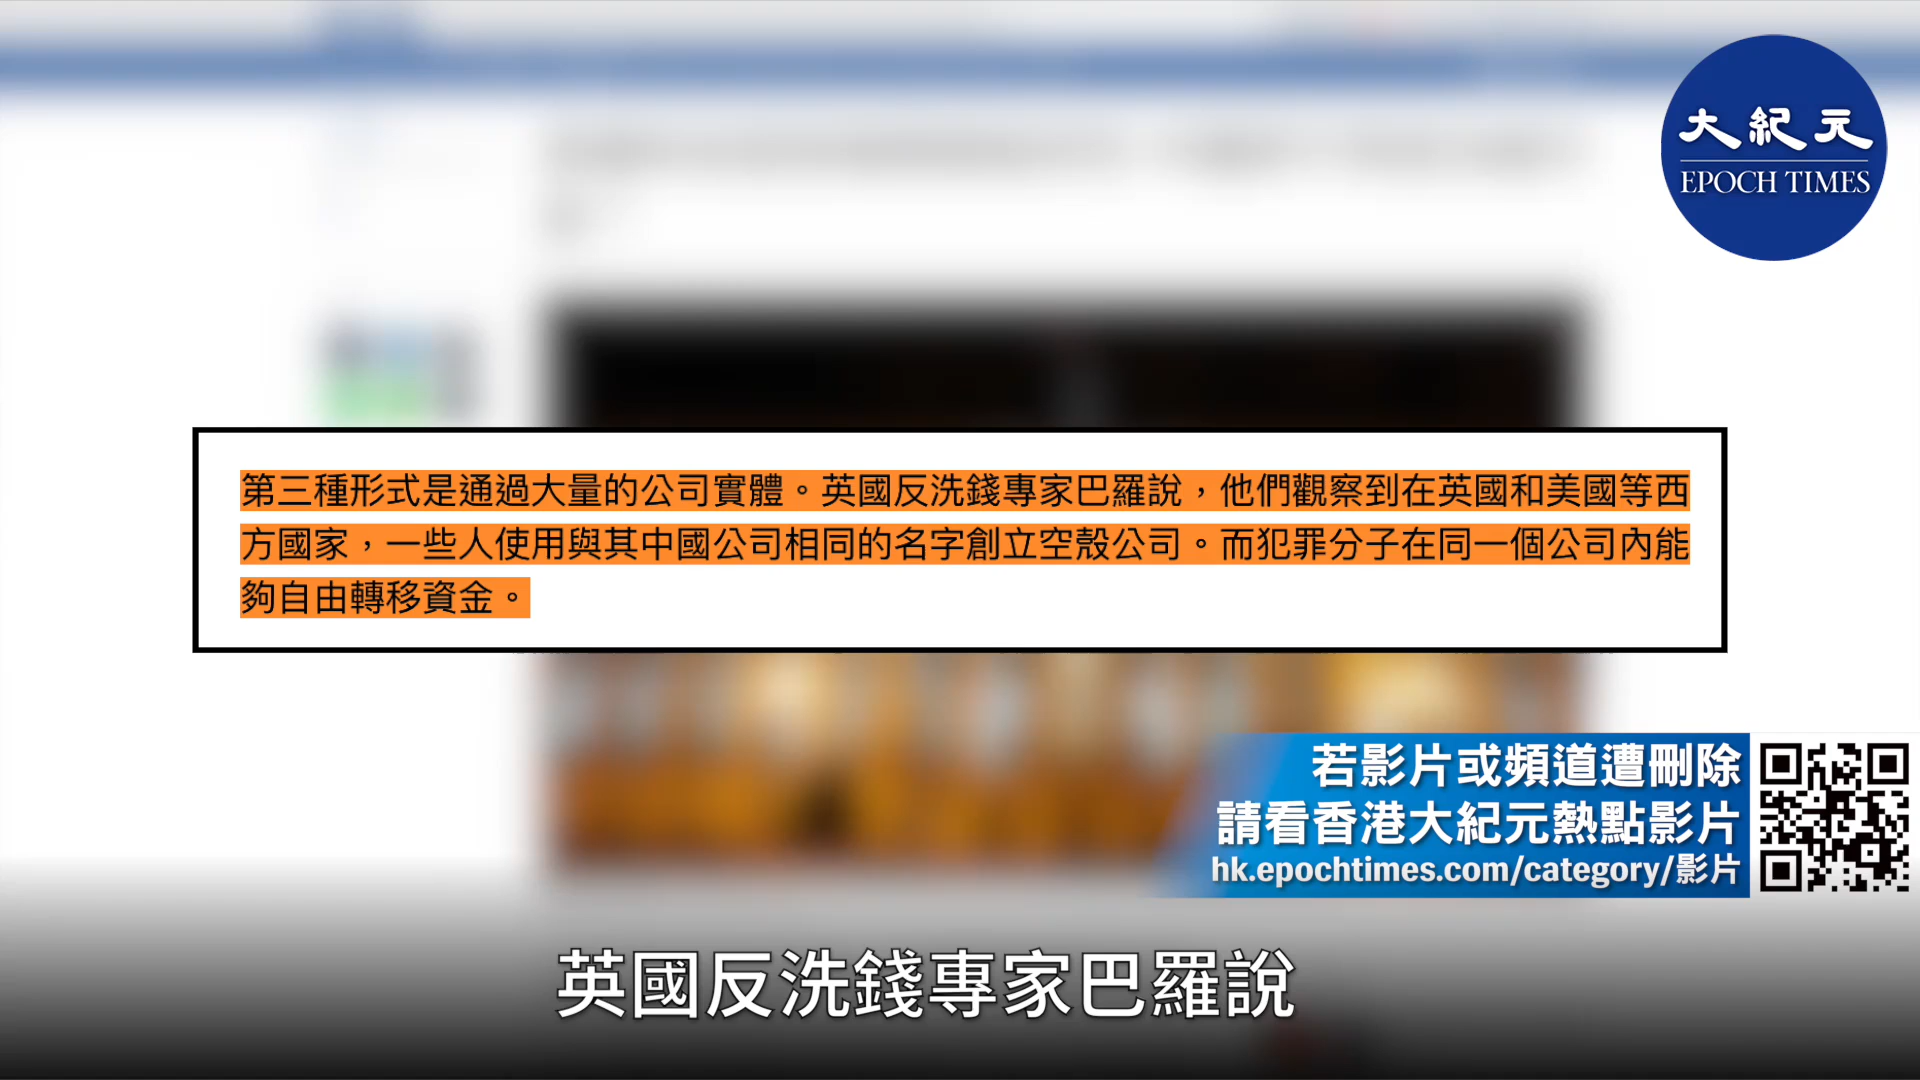 大紀元
EPOCH TIMES
第三種形式是通過大量的公司實體。英國反洗錢專家巴羅說，他們觀察到在英國和美國等西
方國家，一些人使用與其中國公司相同的名字創立空殼公司。而犯罪分子在同一個公司內能
夠自由轉移資金。
若影片或頻道遭刪除
請看香港大紀元熱點影片
hk.epochtimes.com/category/影片
英國反洗錢專家巴羅說